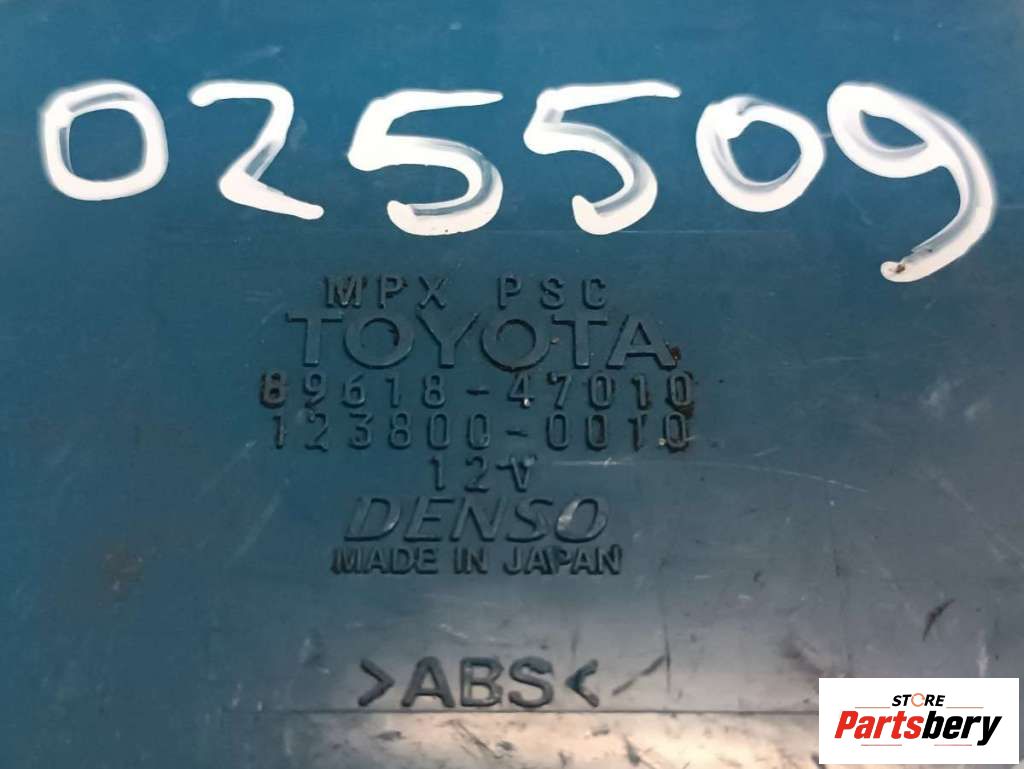 025509
MPX PSC
TOYOTA
89618-47010
123800-0010
12V
DENSO
MADE IN JAPAN
>ABS<
STORE
Partsbery